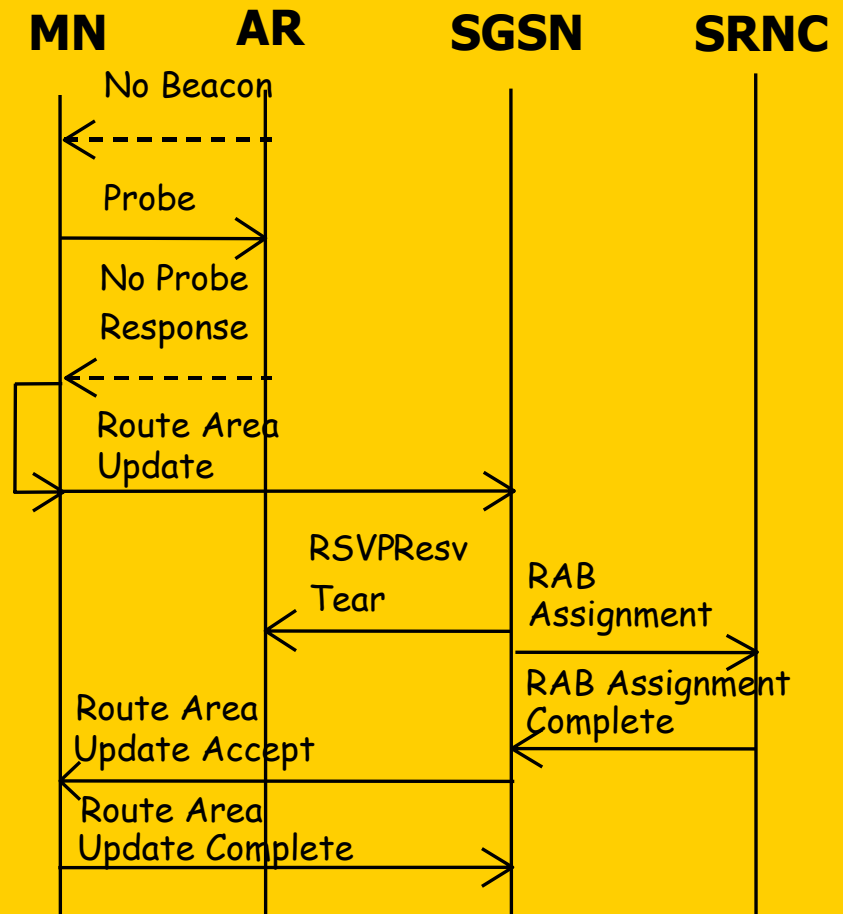 MN AR SGSN SRNC
No Beacon
Probe
No Probe
Response
Route Area
Update
RSVPResv
Tear
RAB
Assignment
RAB Assignment
Complete
Route Area
Update Accept
Route Area
Update Complete